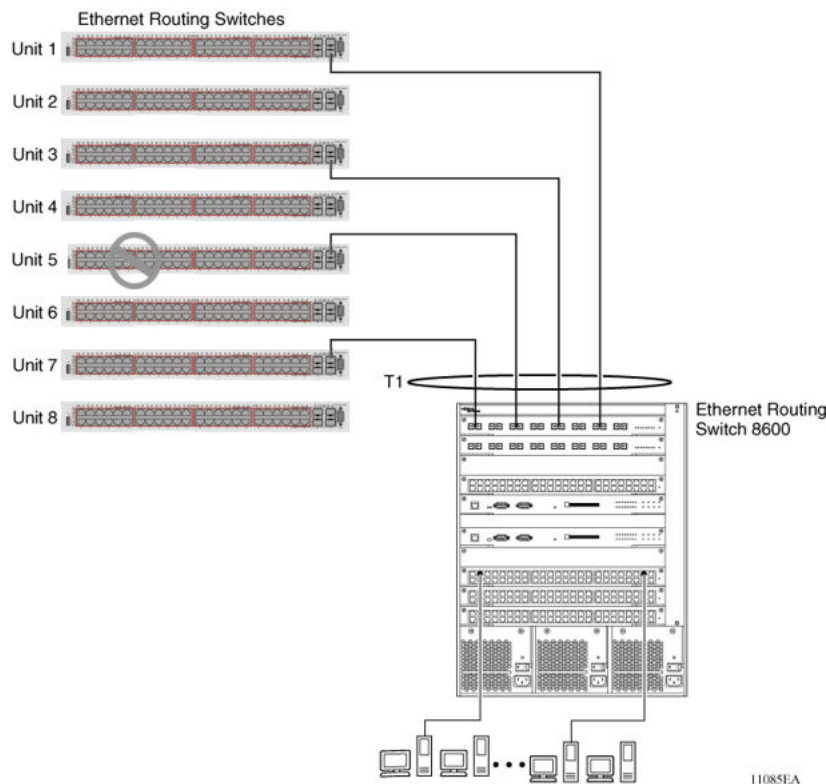 Ethernet Routing Switches
Unit 1
Unit 2
Unit 3
Unit 4
Unit 5
Unit 6
Unit 7
Unit 8
T1
Ethernet Routing
Switch 8600
11085EA